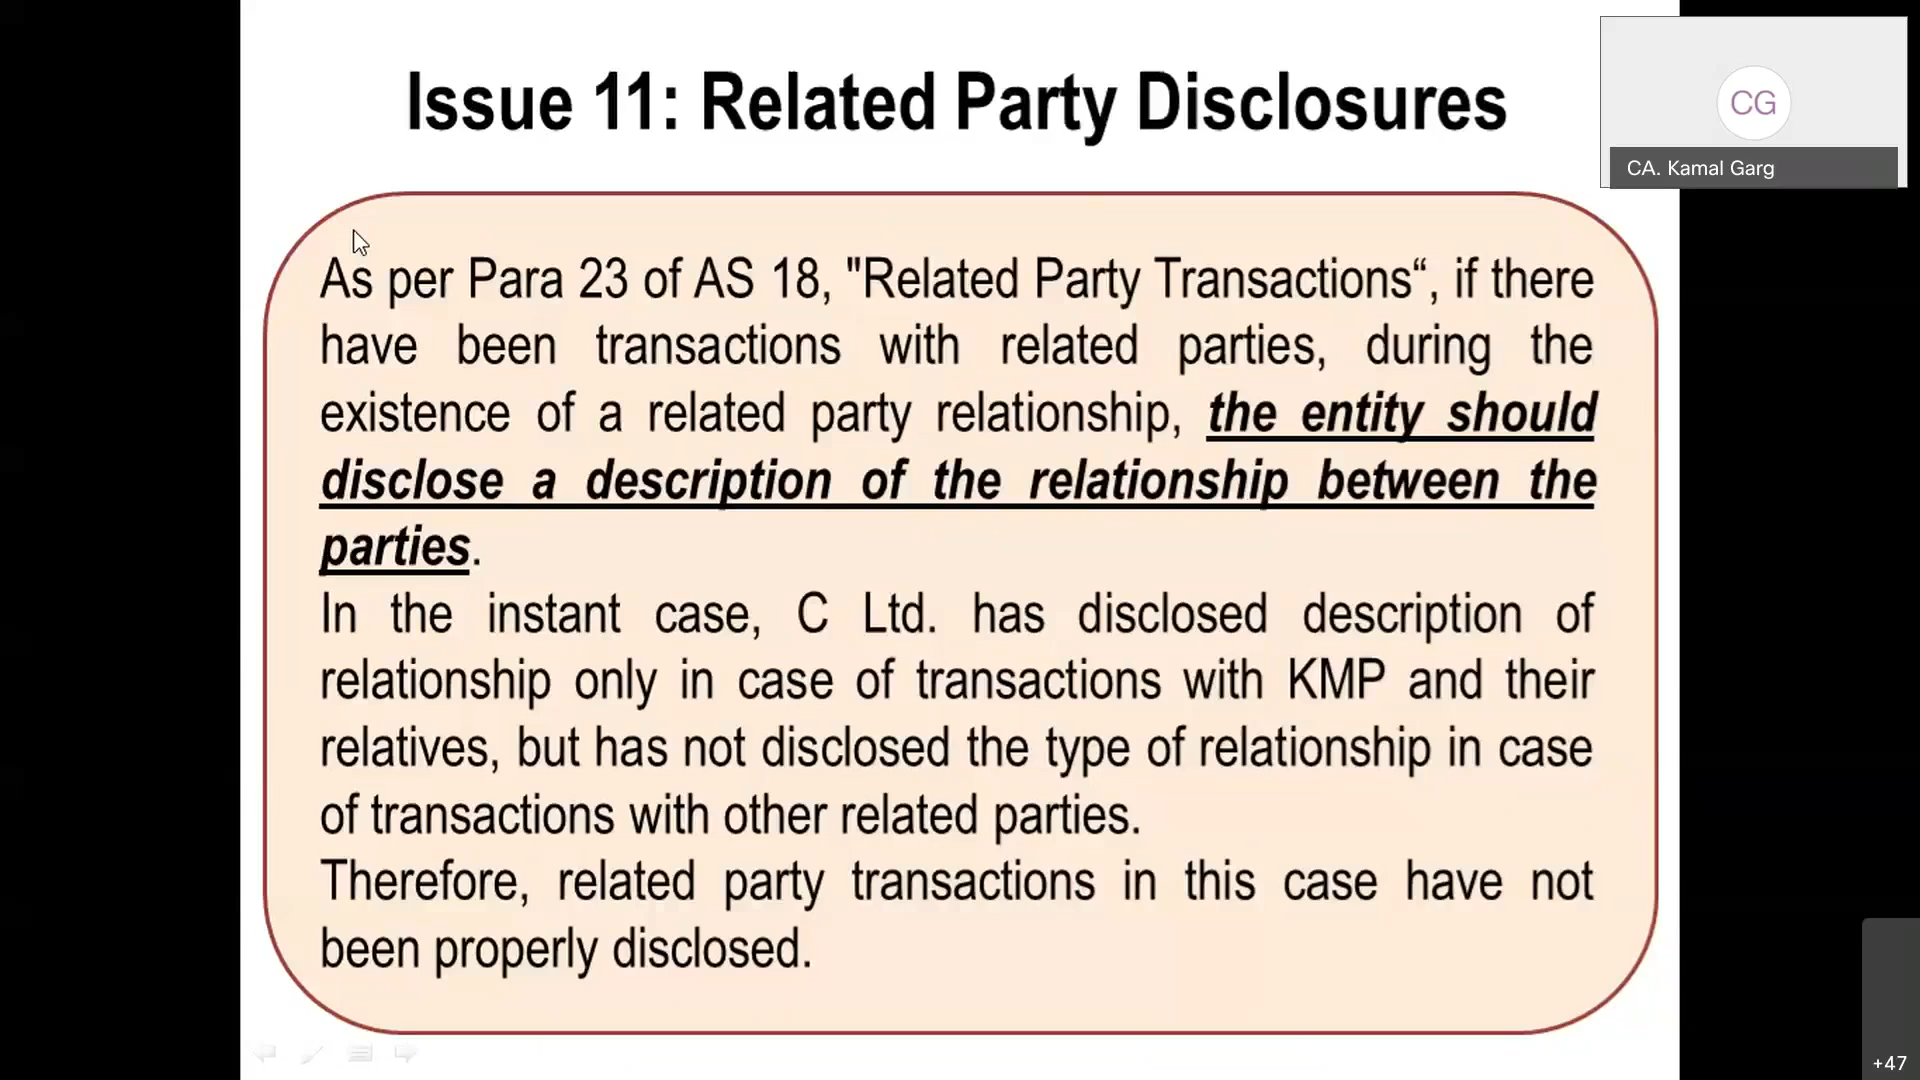 Issue 11: Related Party Disclosures
CG
CA. Kamal Garg
As per Para 23 of AS 18, "Related Party Transactions“, if there
have been transactions with related parties, during the
existence of a related party relationship, the entity should
disclose a description of the relationship between the
parties.
In the instant case, C Ltd. has disclosed description of
relationship only in case of transactions with KMP and their
relatives, but has not disclosed the type of relationship in case
of transactions with other related parties.
Therefore, related party transactions in this case have not
been properly disclosed.
+47